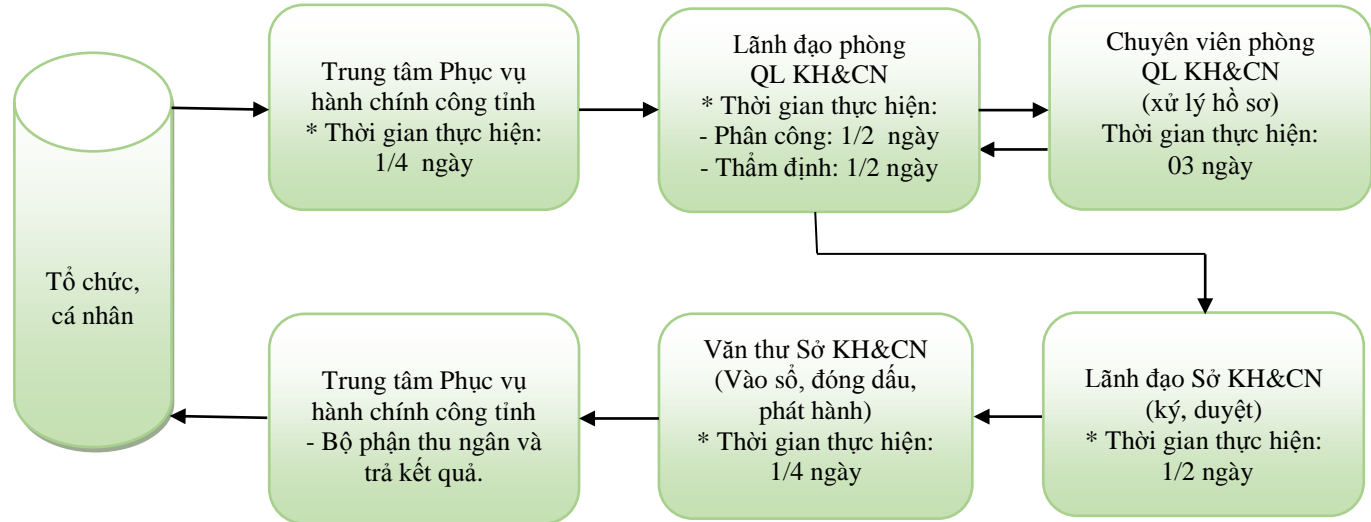 Tổ chức,
cá nhân
Trung tâm Phục vụ
hành chính công tỉnh
* Thời gian thực hiện:
1/4 ngày
Lãnh đạo phòng
QL KH&CN
* Thời gian thực hiện:
- Phân công: 1/2 ngày
- Thẩm định: 1/2 ngày
Chuyên viên phòng
QL KH&CN
(xử lý hồ sơ)
Thời gian thực hiện:
03 ngày
Lãnh đạo Sở KH&CN
(ký, duyệt)
* Thời gian thực hiện:
1/2 ngày
Văn thư Sở KH&CN
(Vào sổ, đóng dấu,
phát hành)
* Thời gian thực hiện:
1/4 ngày
Trung tâm Phục vụ
hành chính công tỉnh
- Bộ phận thu ngân và
trả kết quả.